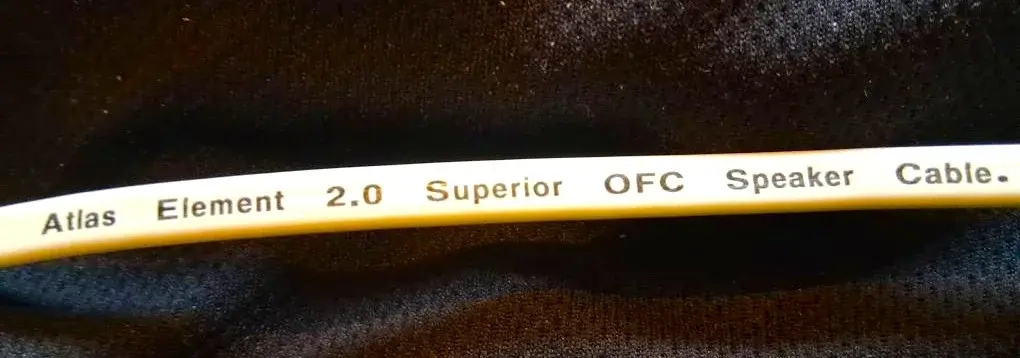 Atlas Element 2.0 Superior OFC Speaker Cable.